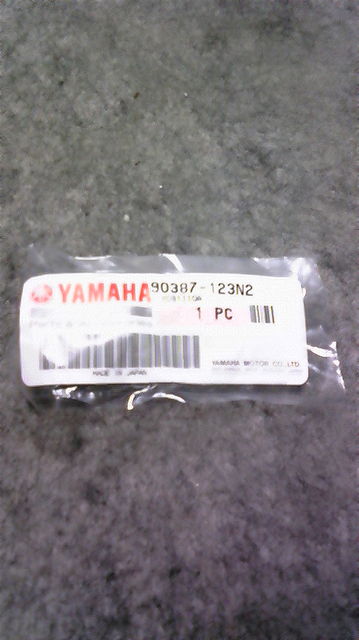 YAMAHA 90387-123N2
1 PC
MADE IN JAPAN
YAMAHA MOTOR CO.,LTD.